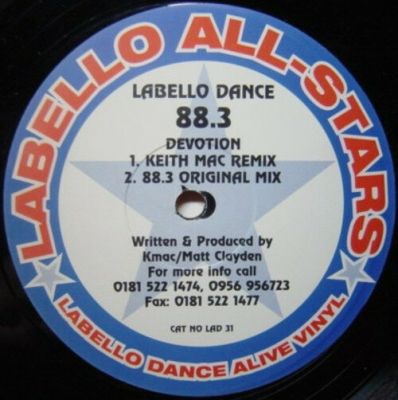 LABELLO ALL-STARS
LABELLO DANCE
88.3
DEVOTION
1. KEITH MAC REMIX
2. 88.3 ORIGINAL MIX
Written & Produced by
Kmac/Matt Clayden
For more info call
0181 522 1474, 0956 956723
Fax: 0181 522 1477
CAT NO LAD 31
LABELLO DANCE ALIVE VINYL